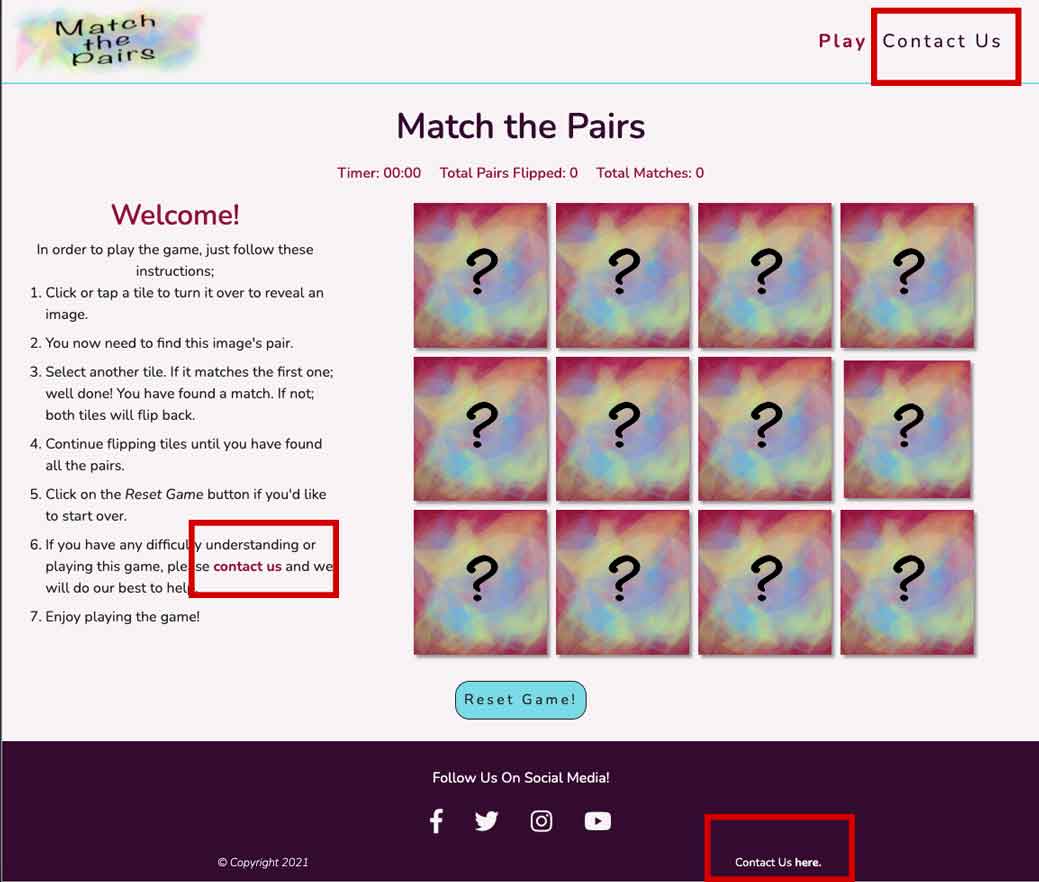 Match
the
Pairs
Play Contact Us
Match the Pairs
Timer: 00:00 Total Pairs Flipped: 0 Total Matches: 0
Welcome!
In order to play the game, just follow these
instructions;
1. Click or tap a tile to turn it over to reveal an
image.
2. You now need to find this image's pair.
3. Select another tile. If it matches the first one;
well done! You have found a match. If not;
both tiles will flip back.
4. Continue flipping tiles until you have found
all the pairs.
5. Click on the Reset Game button if you'd like
to start over.
6. If you have any difficulty understanding or
playing this game, please contact us and we
will do our best to help.
7. Enjoy playing the game!
? ? ? ?
? ? ? ?
? ? ? ?
Reset Game!
Follow Us On Social Media!
© Copyright 2021 Contact Us here.